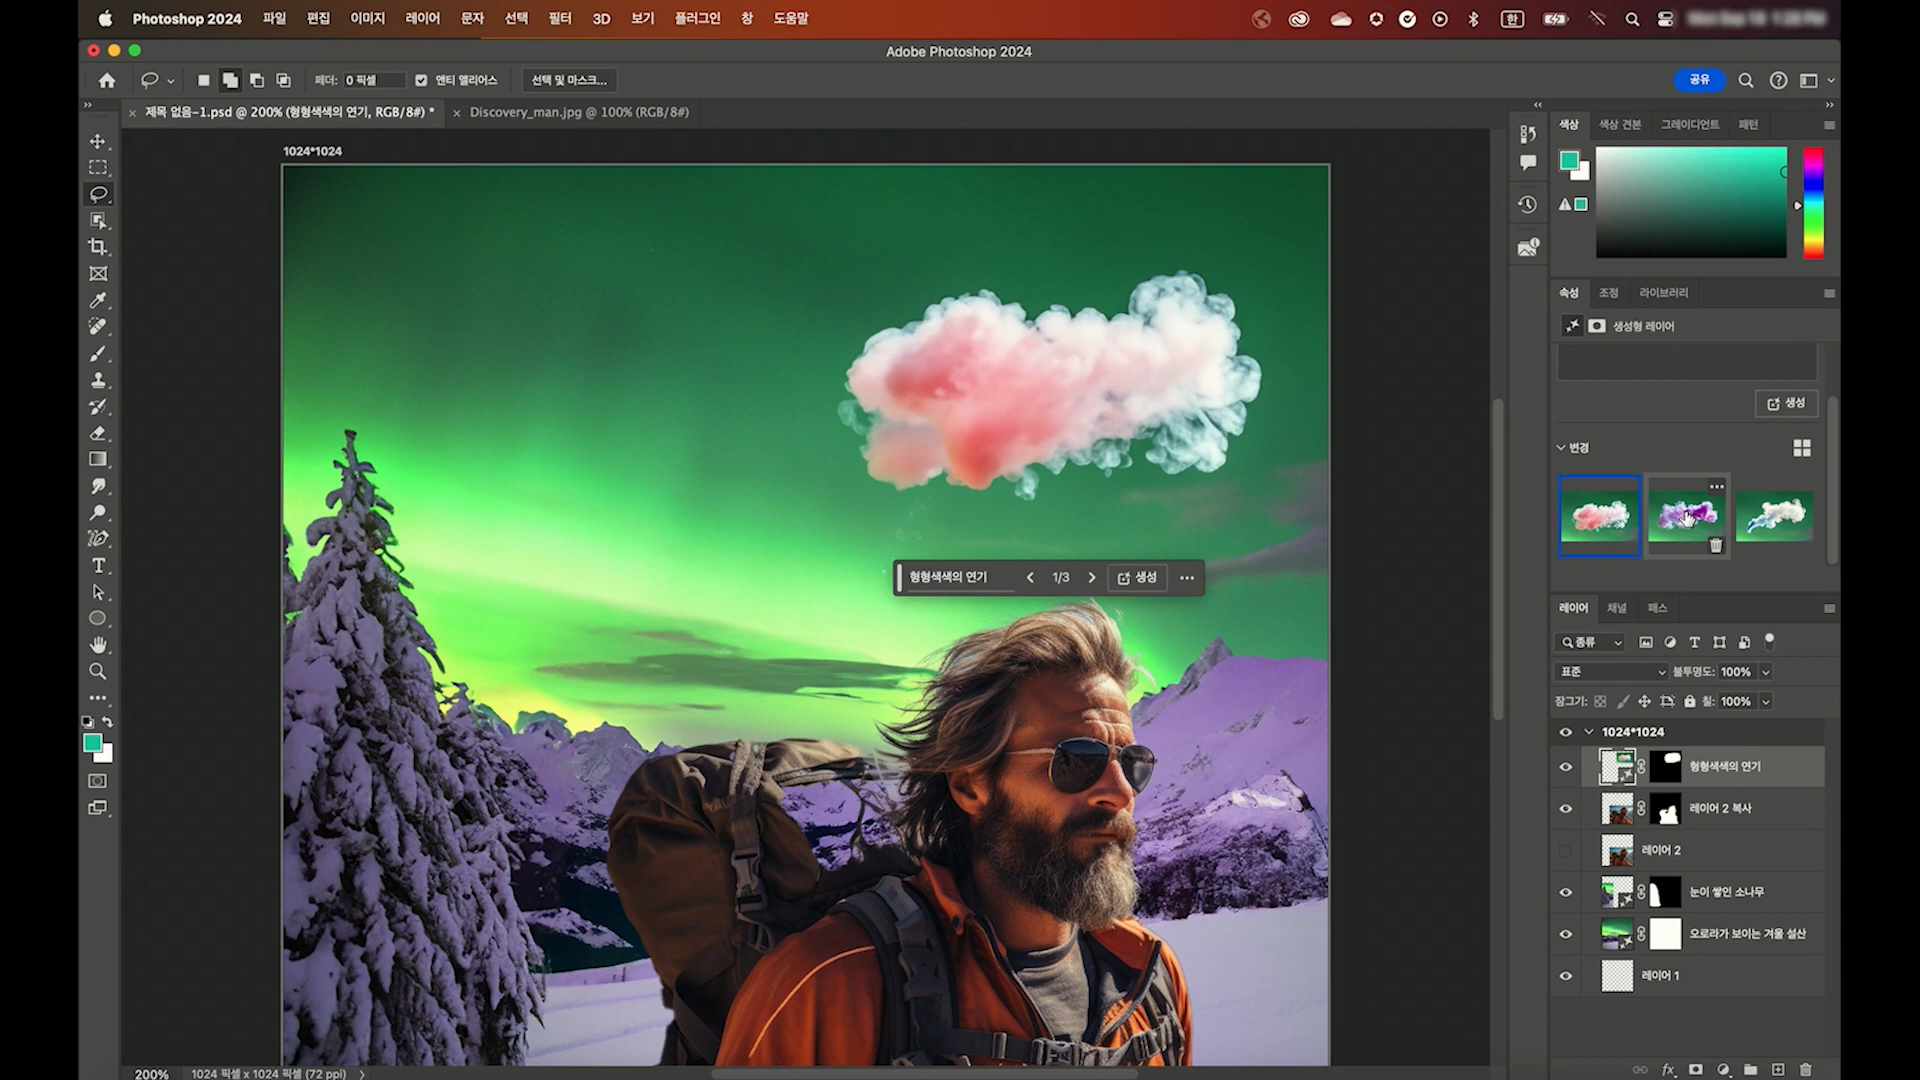 Photoshop 2024 파일 편집 이미지 레이어 문자 선택 필터 3D 보기 플러그인 창 도움말 한
Adobe Photoshop 2024
페더: 0 픽셀 앤티 앨리어스 선택 및 마스크... 공유
제목 없음-1.psd @ 200% (형형색색의 연기, RGB/8#) * Discovery_man.jpg @ 100% (RGB/8#)
색상 색상 견본 그레이디언트 패턴
1024*1024
속성 조정 라이브러리
생성형 레이어
생성
변경
형형색색의 연기 1/3 생성
레이어 채널 패스
종류
표준 불투명도: 100%
잠그기: 칠: 100%
1024*1024
형형색색의 연기
레이어 2 복사
레이어 2
눈이 쌓인 소나무
오로라가 보이는 겨울 설산
레이어 1
200% 1024 픽셀 x 1024 픽셀 (72 ppi)